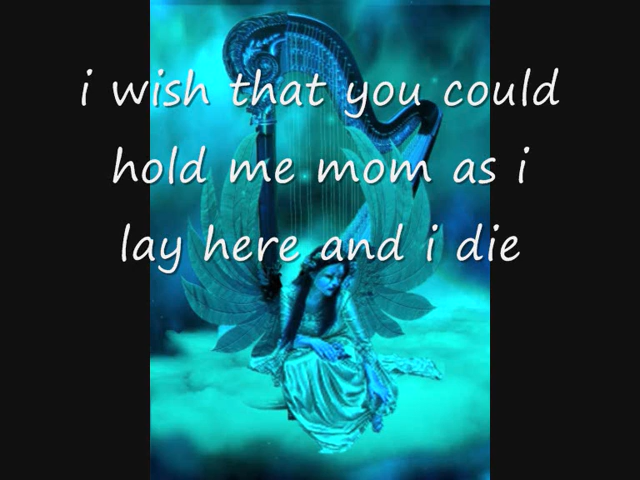 i wish that you could
hold me mom as i
lay here and i die